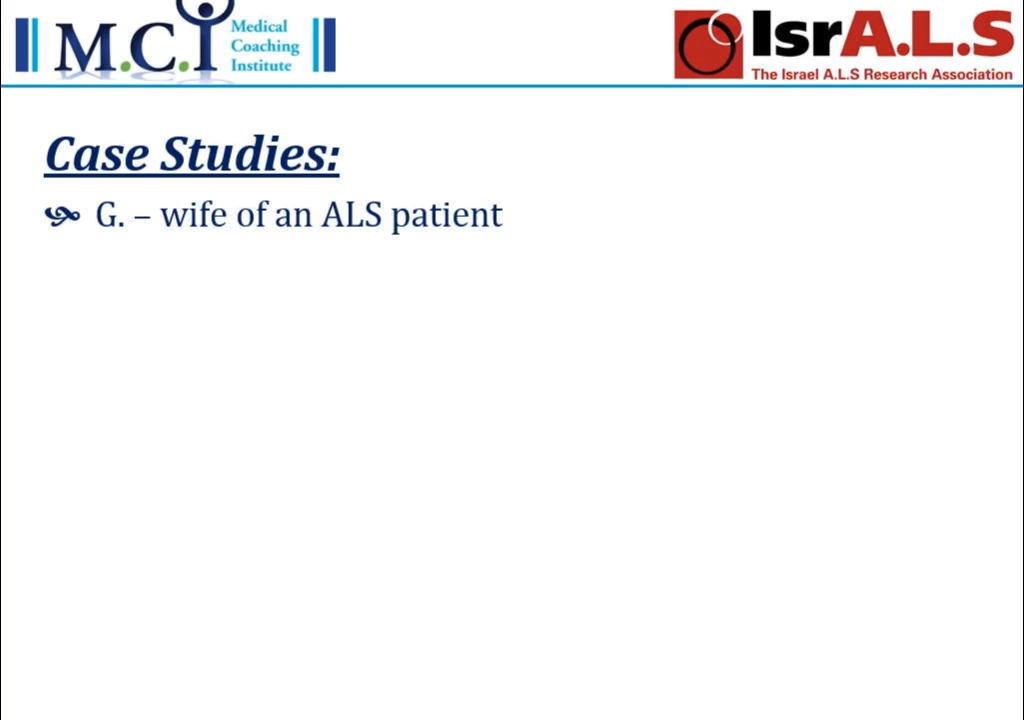 M.C.I
Medical
Coaching
Institute
IsrA.L.S
The Israel A.L.S Research Association
Case Studies:
G. – wife of an ALS patient